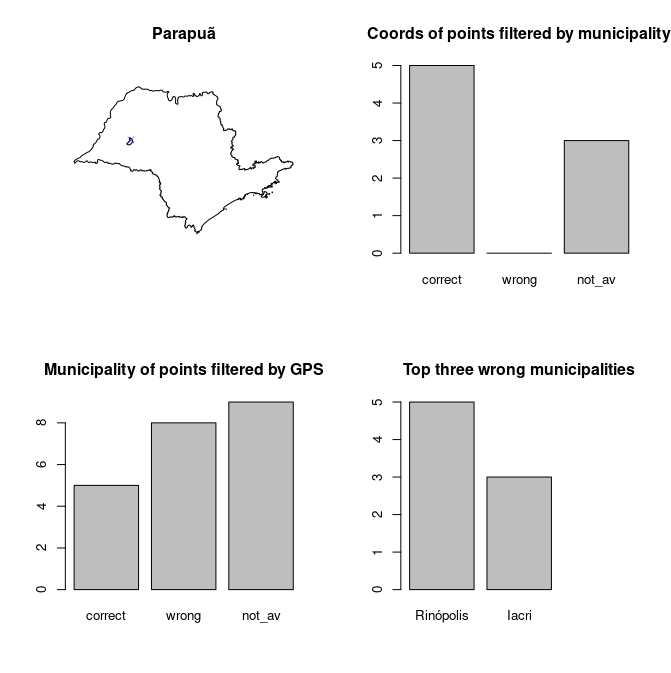 Parapuã
Coords of points filtered by municipality
5
4
3
2
1
0
correct wrong not_av
Municipality of points filtered by GPS
8
6
4
2
0
correct wrong not_av
Top three wrong municipalities
5
4
3
2
1
0
Rinópolis Iacri